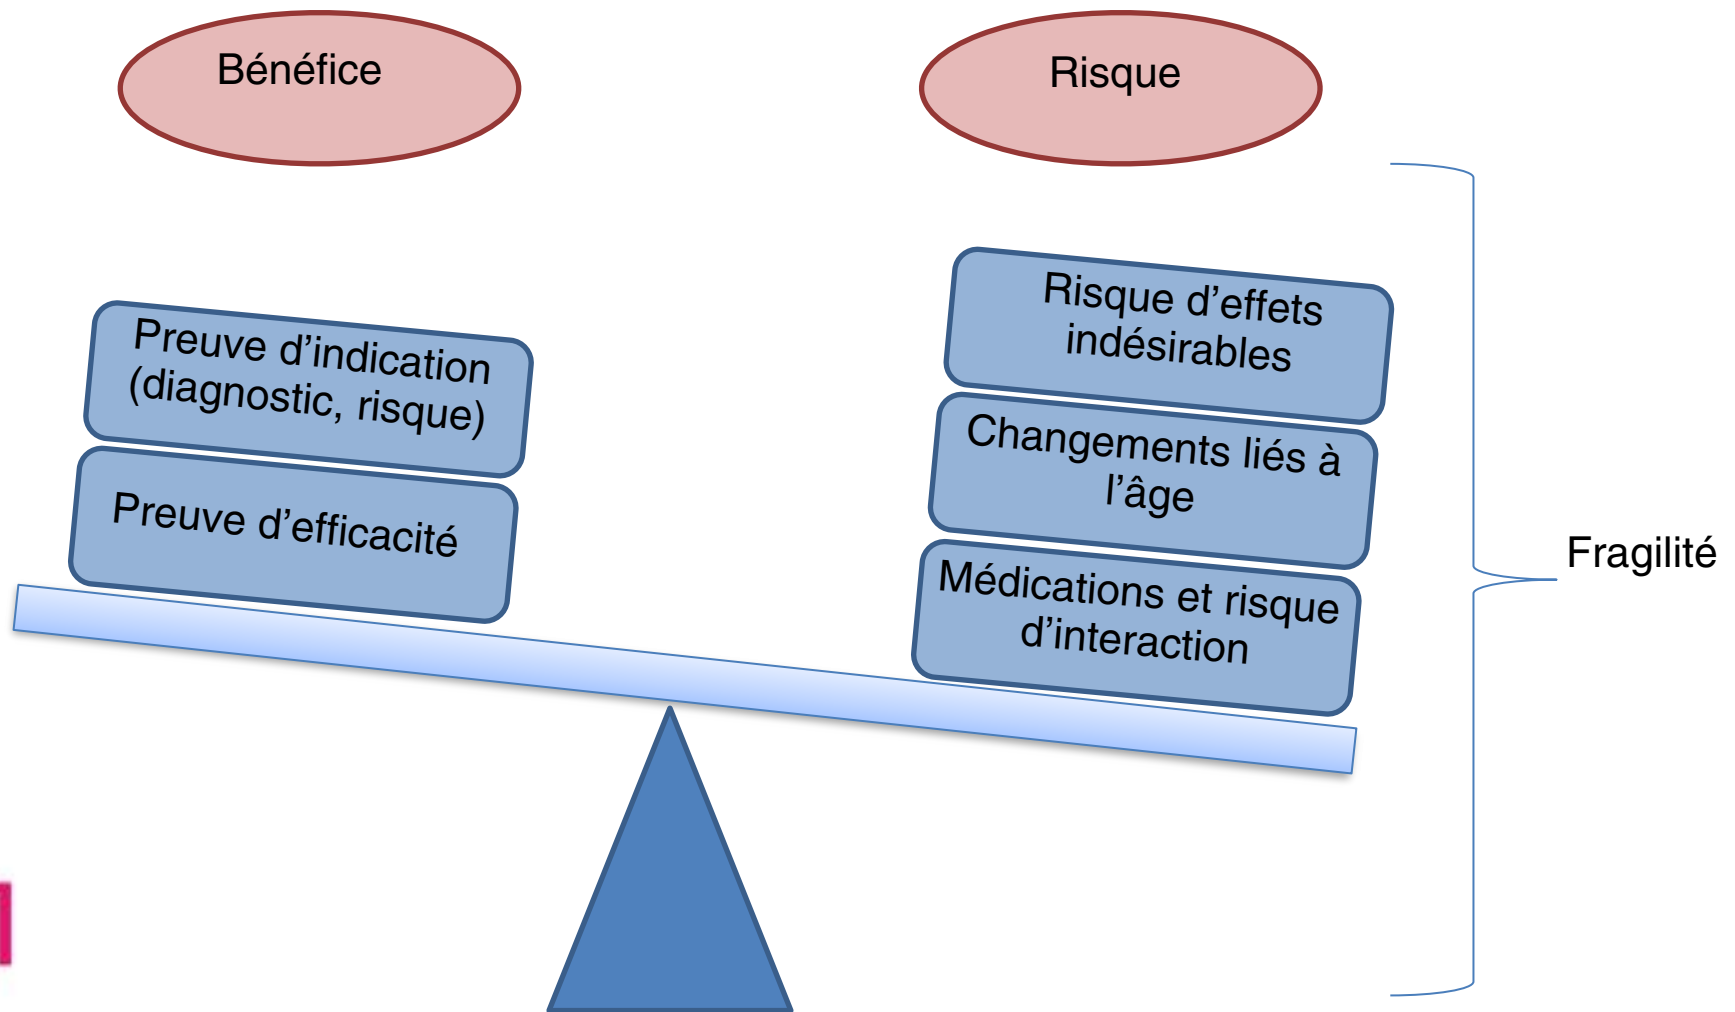 Bénéfice
Risque
Preuve d’indication
(diagnostic, risque)
Preuve d’efficacité
Risque d’effets
indésirables
Changements liés à
l’âge
Médications et risque
d’interaction
Fragilité